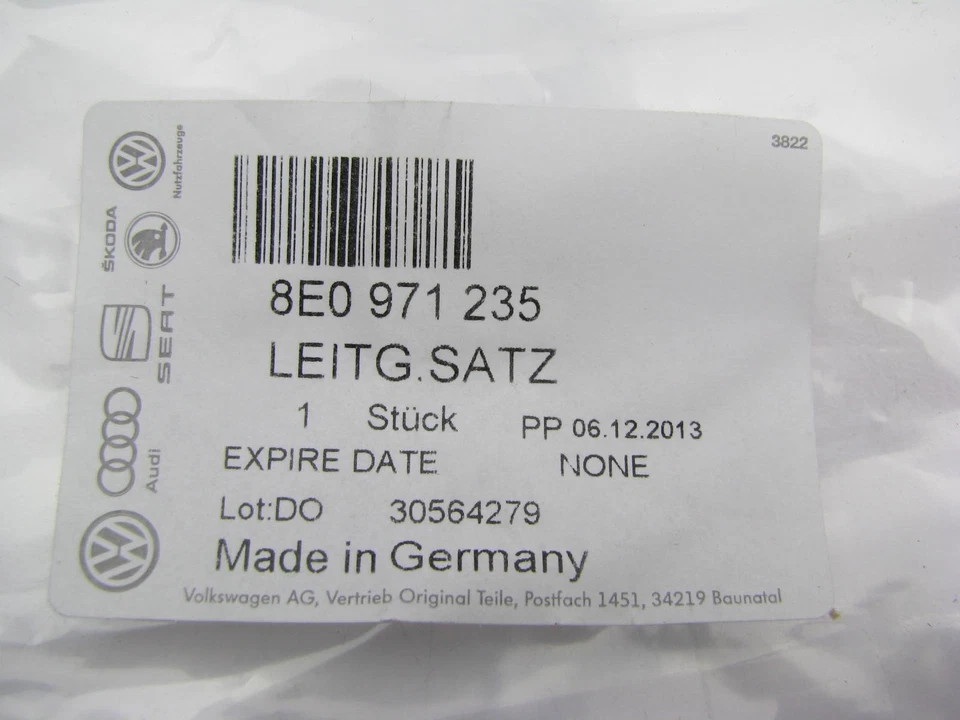 3822
Nutzfahrzeuge
ŠKODA
SEAT
Audi
8E0 971 235
LEITG.SATZ
1 Stück PP 06.12.2013
EXPIRE DATE NONE
Lot:DO 30564279
Made in Germany
Volkswagen AG, Vertrieb Original Teile, Postfach 1451, 34219 Baunatal